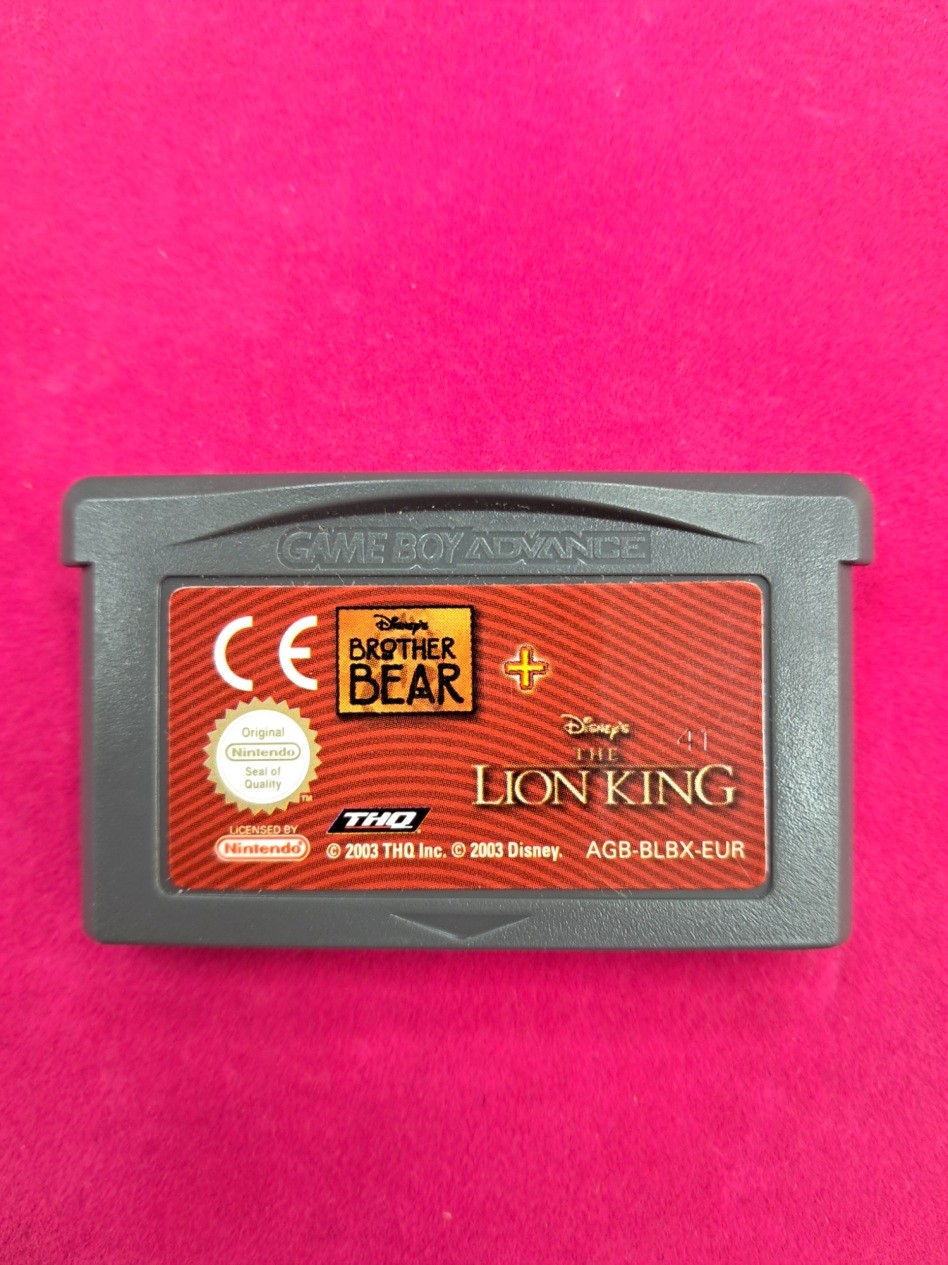 GAME BOY ADVANCE
CE
Disney's
BROTHER
BEAR
+
Original
Nintendo
Seal of
Quality
TM
Disney's
THE
41
LION KING
LICENSED BY
Nintendo®
THQ
© 2003 THQ Inc. © 2003 Disney.
AGB-BLBX-EUR